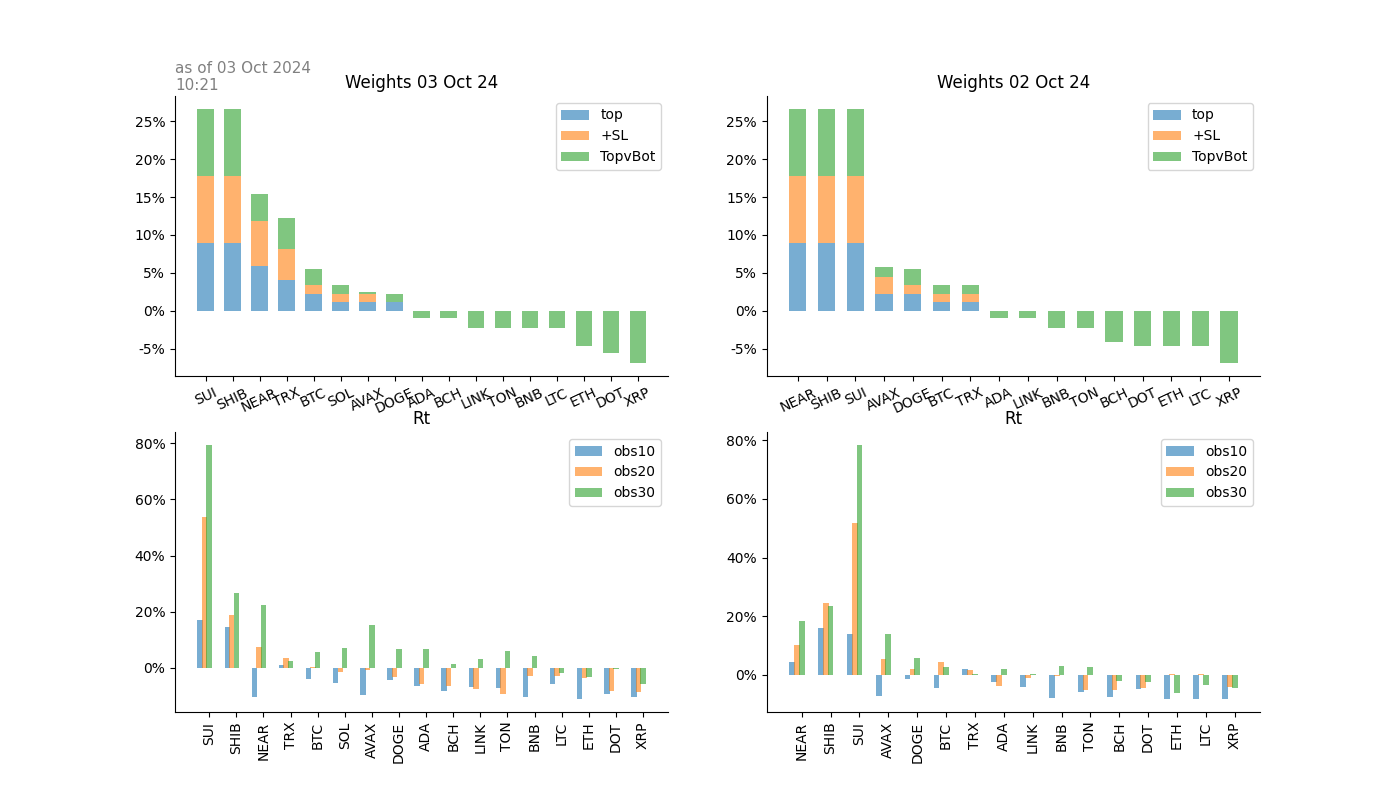 as of 03 Oct 2024
10:21
Weights 03 Oct 24
25%
20%
15%
10%
5%
0%
-5%
top
+SL
TopvBot
SUI SHIB NEAR TRX BTC SOL AVAX DOGE ADA BCH LINK TON BNB LTC ETH DOT XRP
Weights 02 Oct 24
25%
20%
15%
10%
5%
0%
-5%
top
+SL
TopvBot
NEAR SHIB SUI AVAX DOGE BTC TRX ADA LINK BNB TON BCH DOT ETH LTC XRP
Rt
80%
60%
40%
20%
0%
obs10
obs20
obs30
SUI SHIB NEAR TRX BTC SOL AVAX DOGE ADA BCH LINK TON BNB LTC ETH DOT XRP
Rt
80%
60%
40%
20%
0%
obs10
obs20
obs30
NEAR SHIB SUI AVAX DOGE BTC TRX ADA LINK BNB TON BCH DOT ETH LTC XRP